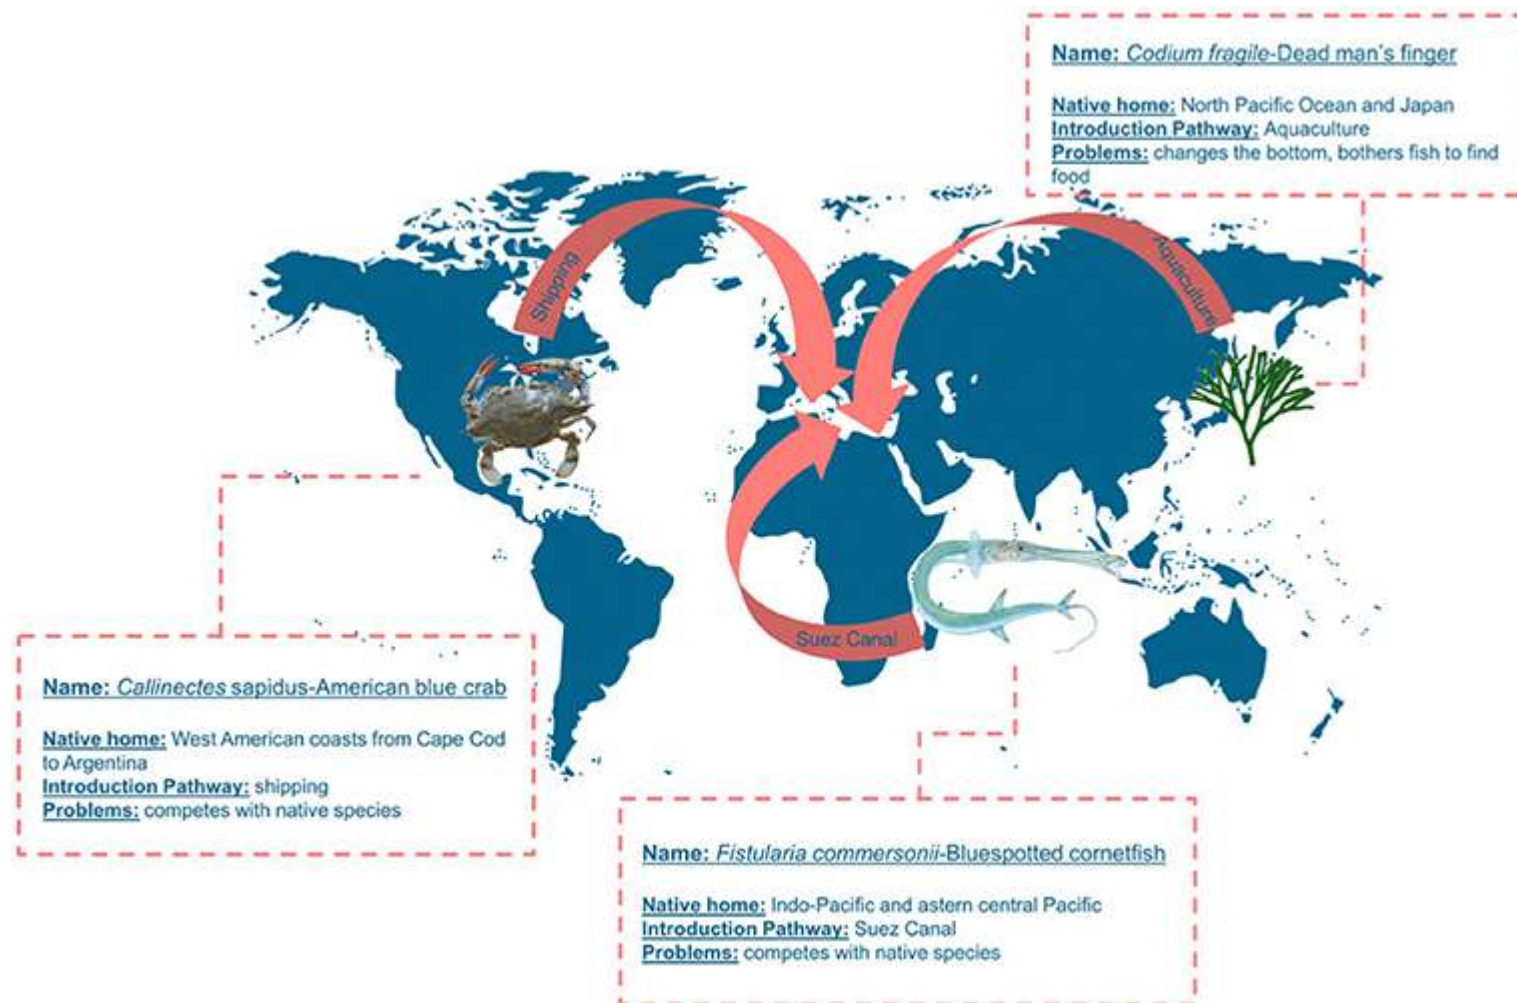 Name: Codium fragile-Dead man's finger
Native home: North Pacific Ocean and Japan
Introduction Pathway: Aquaculture
Problems: changes the bottom, bothers fish to find
food
Shipping
Aquaculture
Suez Canal
Name: Callinectes sapidus-American blue crab
Native home: West American coasts from Cape Cod
to Argentina
Introduction Pathway: shipping
Problems: competes with native species
Name: Fistularia commersonii-Bluespotted cornetfish
Native home: Indo-Pacific and astern central Pacific
Introduction Pathway: Suez Canal
Problems: competes with native species